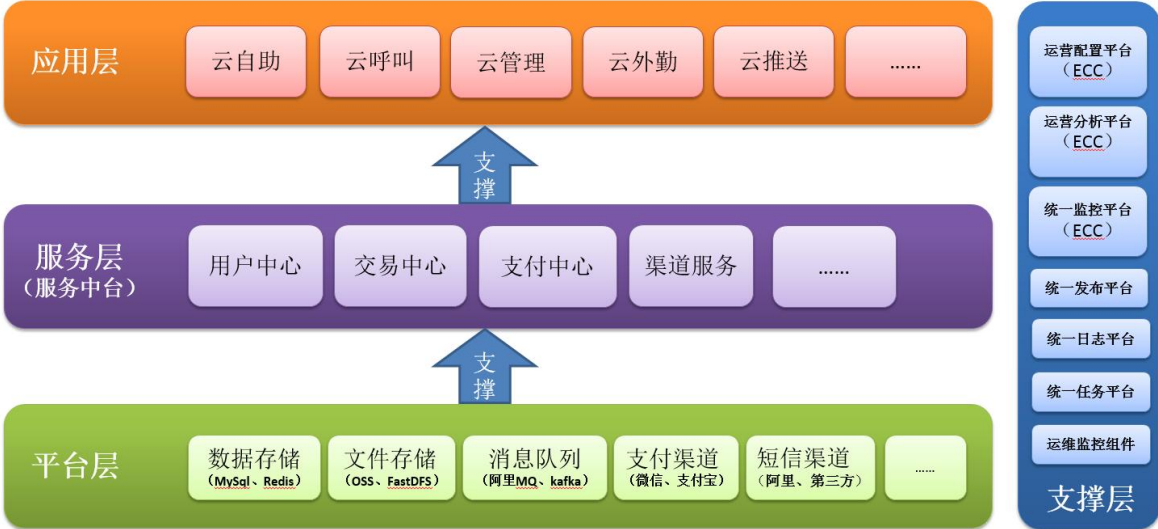 应用层
云自助
云呼叫
云管理
云外勤
云推送
……
支
撑
服务层
（服务中台）
用户中心
交易中心
支付中心
渠道服务
……
支
撑
平台层
数据存储
（MySql、Redis）
文件存储
（OSS、FastDFS）
消息队列
（阿里MQ、kafka）
支付渠道
（微信、支付宝）
短信渠道
（阿里、第三方）
……
运营配置平台
（ECC）
运营分析平台
（ECC）
统一监控平台
（ECC）
统一发布平台
统一日志平台
统一任务平台
运维监控组件
支撑层